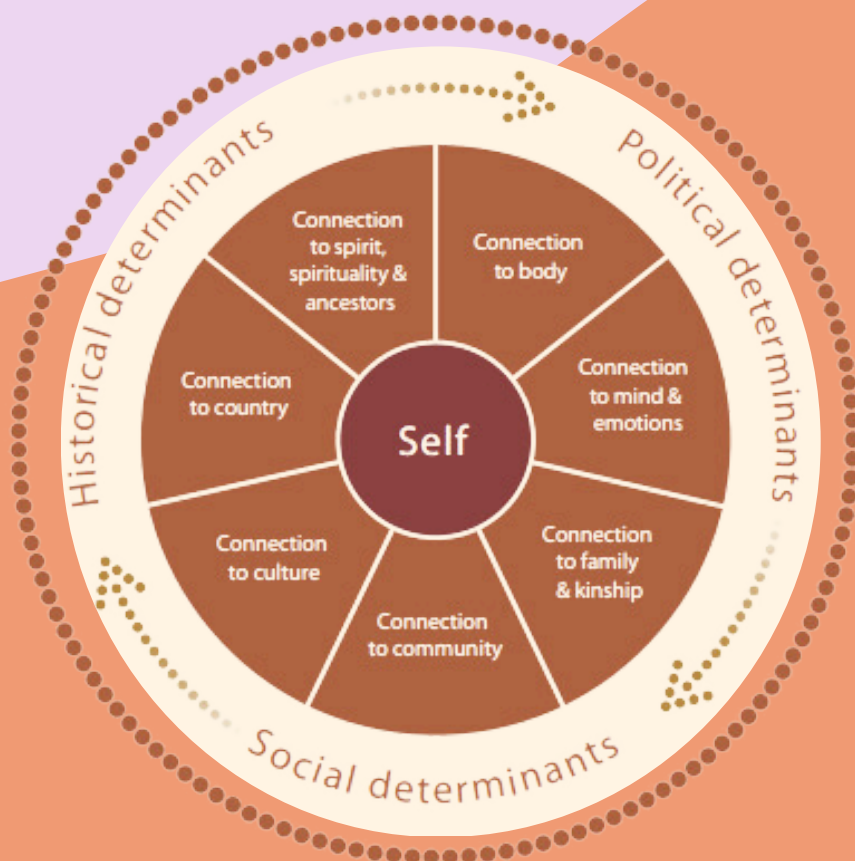 Historical determinants
Political determinants
Connection
to spirit,
spirituality &
ancestors
Connection
to body
Connection
to mind &
emotions
Connection
to country
Self
Connection
to culture
Connection
to family
& kinship
Connection
to community
Social determinants